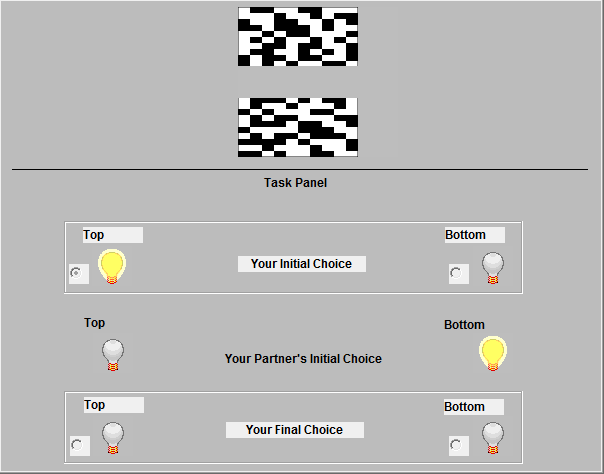 Task Panel
Top
Bottom
Your Initial Choice
Top
Bottom
Your Partner's Initial Choice
Top
Bottom
Your Final Choice